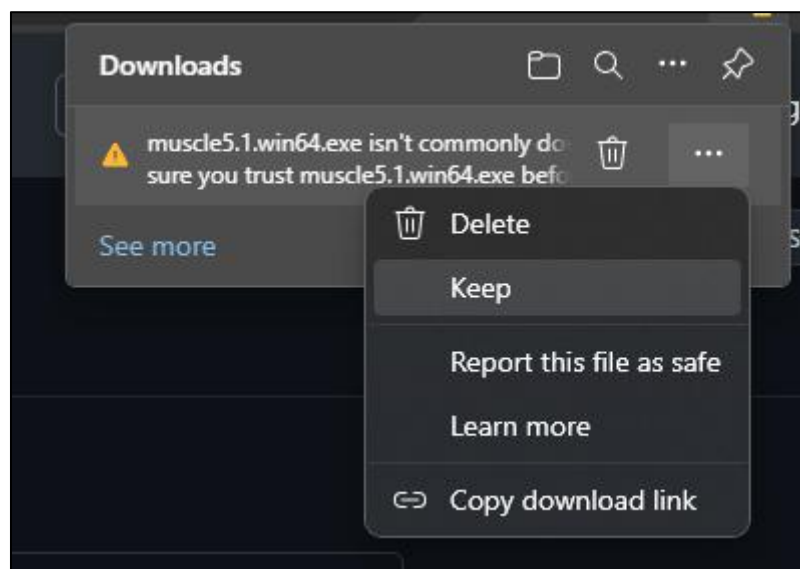 Downloads
muscle5.1.win64.exe isn't commonly do
sure you trust muscle5.1.win64.exe befo
See more
Delete
Keep
Report this file as safe
Learn more
Copy download link